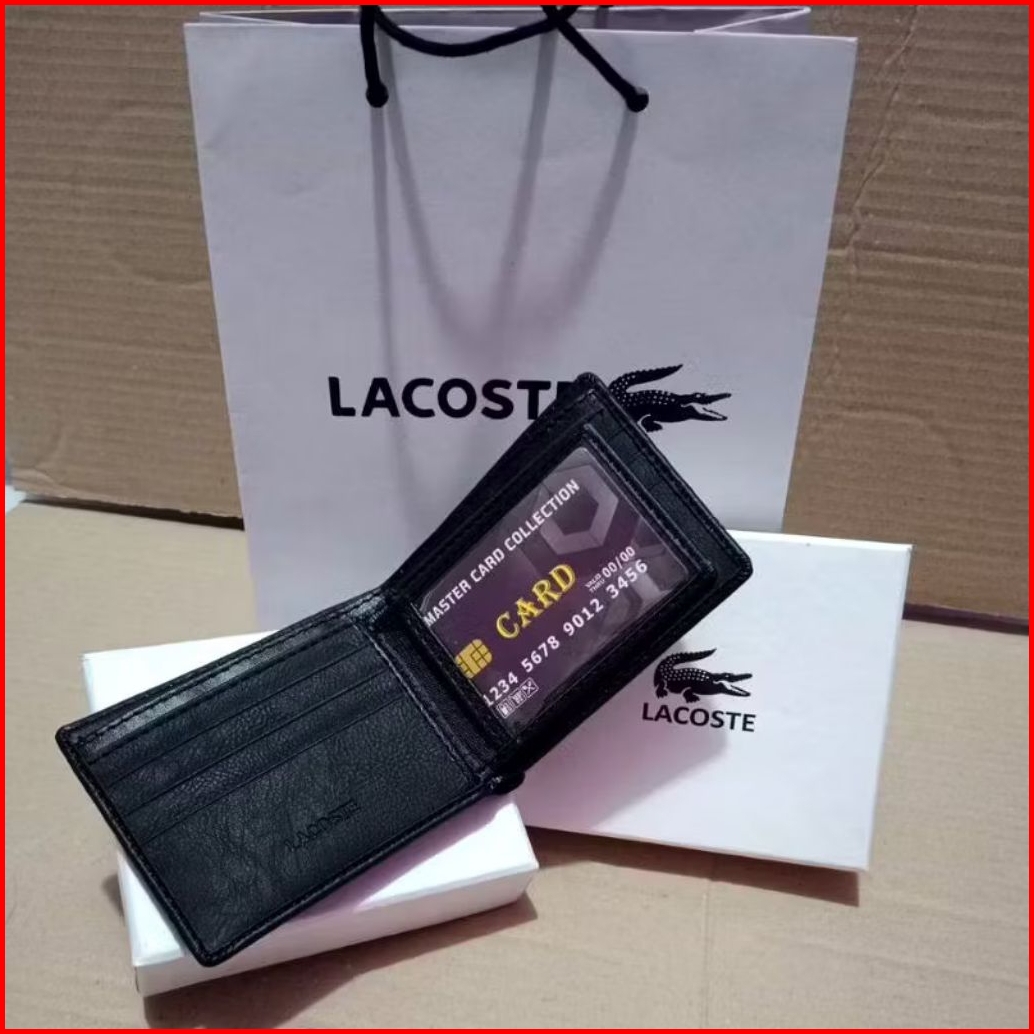 LACOSTE
MASTER CARD COLLECTION
CARD
VALID THRU 00/00
1234 5678 9012 3456
LACOSTE
LACOSTE